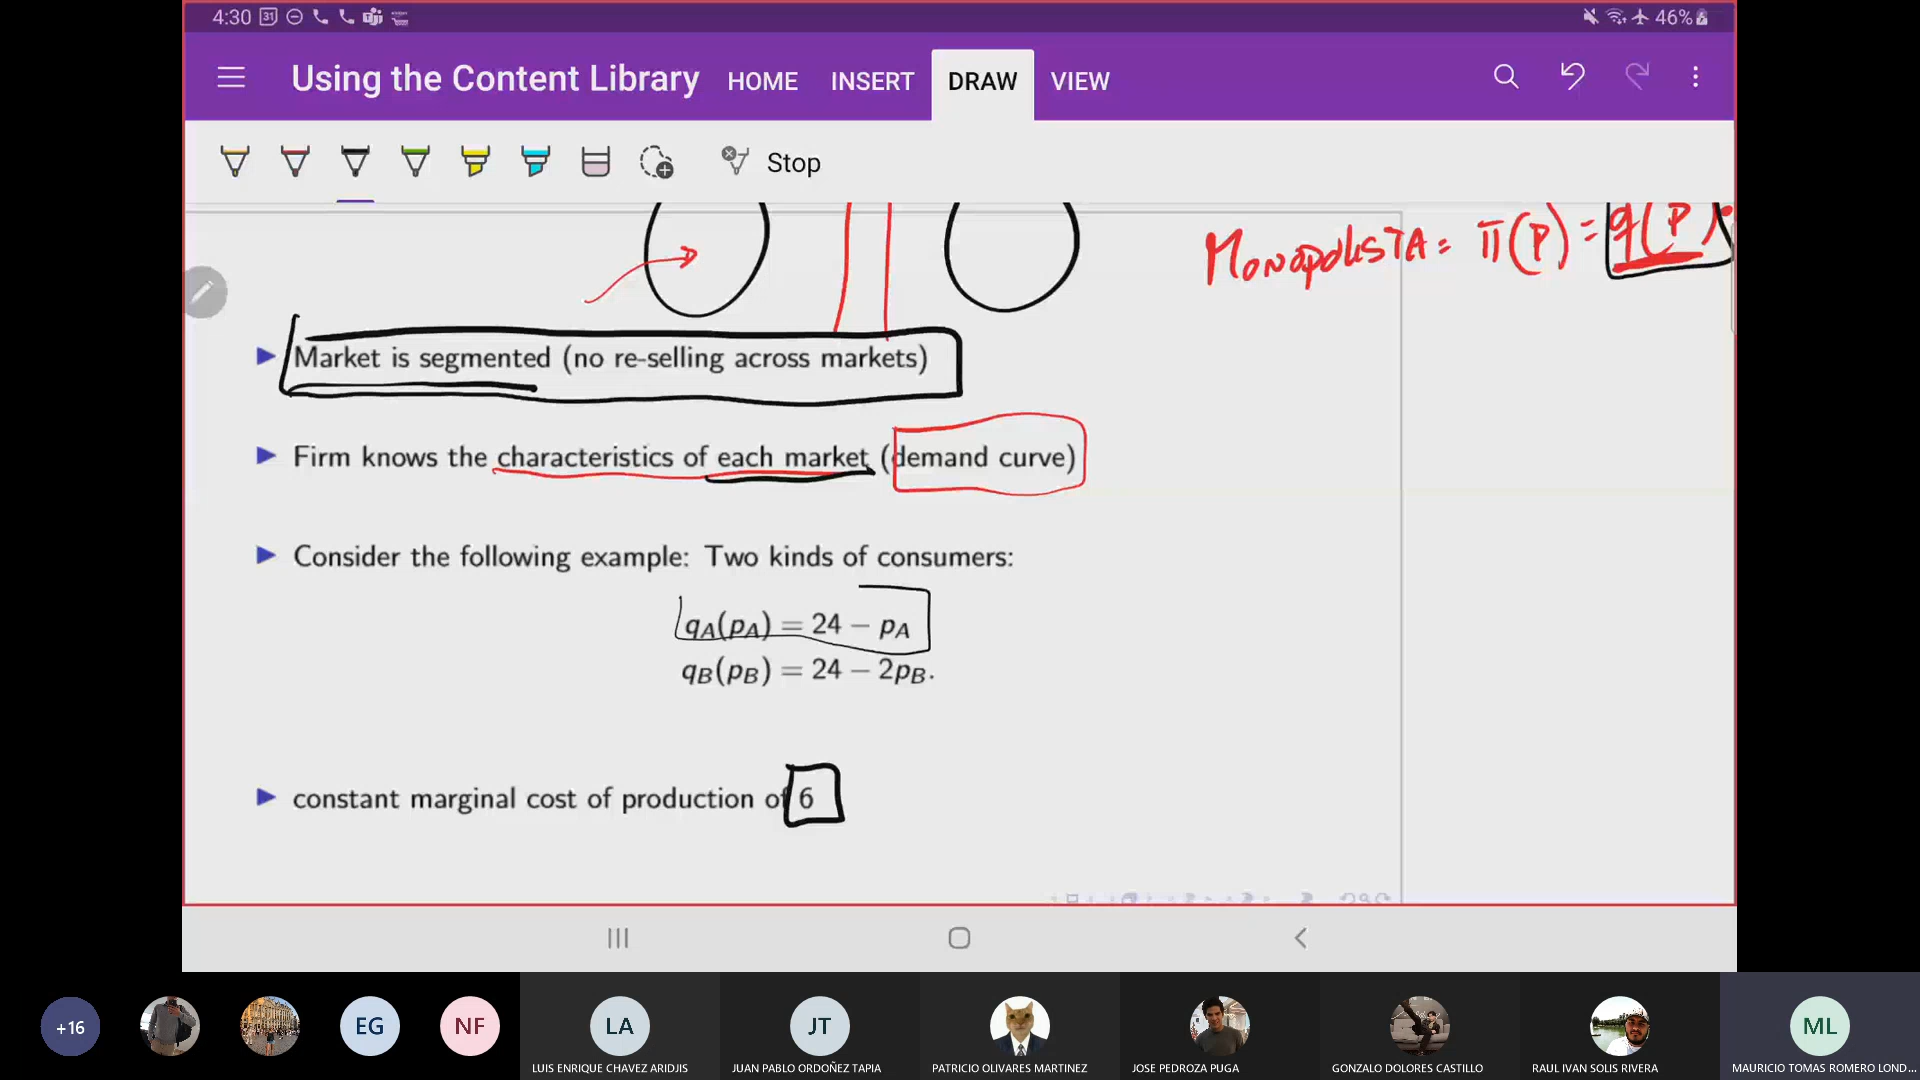 4:30 31 46%
Using the Content Library HOME INSERT DRAW VIEW
Stop
MonopolisTA = π(P) = q(P)
Market is segmented (no re-selling across markets)
Firm knows the characteristics of each market (demand curve)
Consider the following example: Two kinds of consumers:
qA(pA) = 24 − pA
qB(pB) = 24 − 2pB.
constant marginal cost of production of 6
+16 EG NF LA JT ML
LUIS ENRIQUE CHAVEZ ARIDJIS JUAN PABLO ORDOÑEZ TAPIA PATRICIO OLIVARES MARTINEZ JOSE PEDROZA PUGA GONZALO DOLORES CASTILLO RAUL IVAN SOLIS RIVERA MAURICIO TOMAS ROMERO LOND...